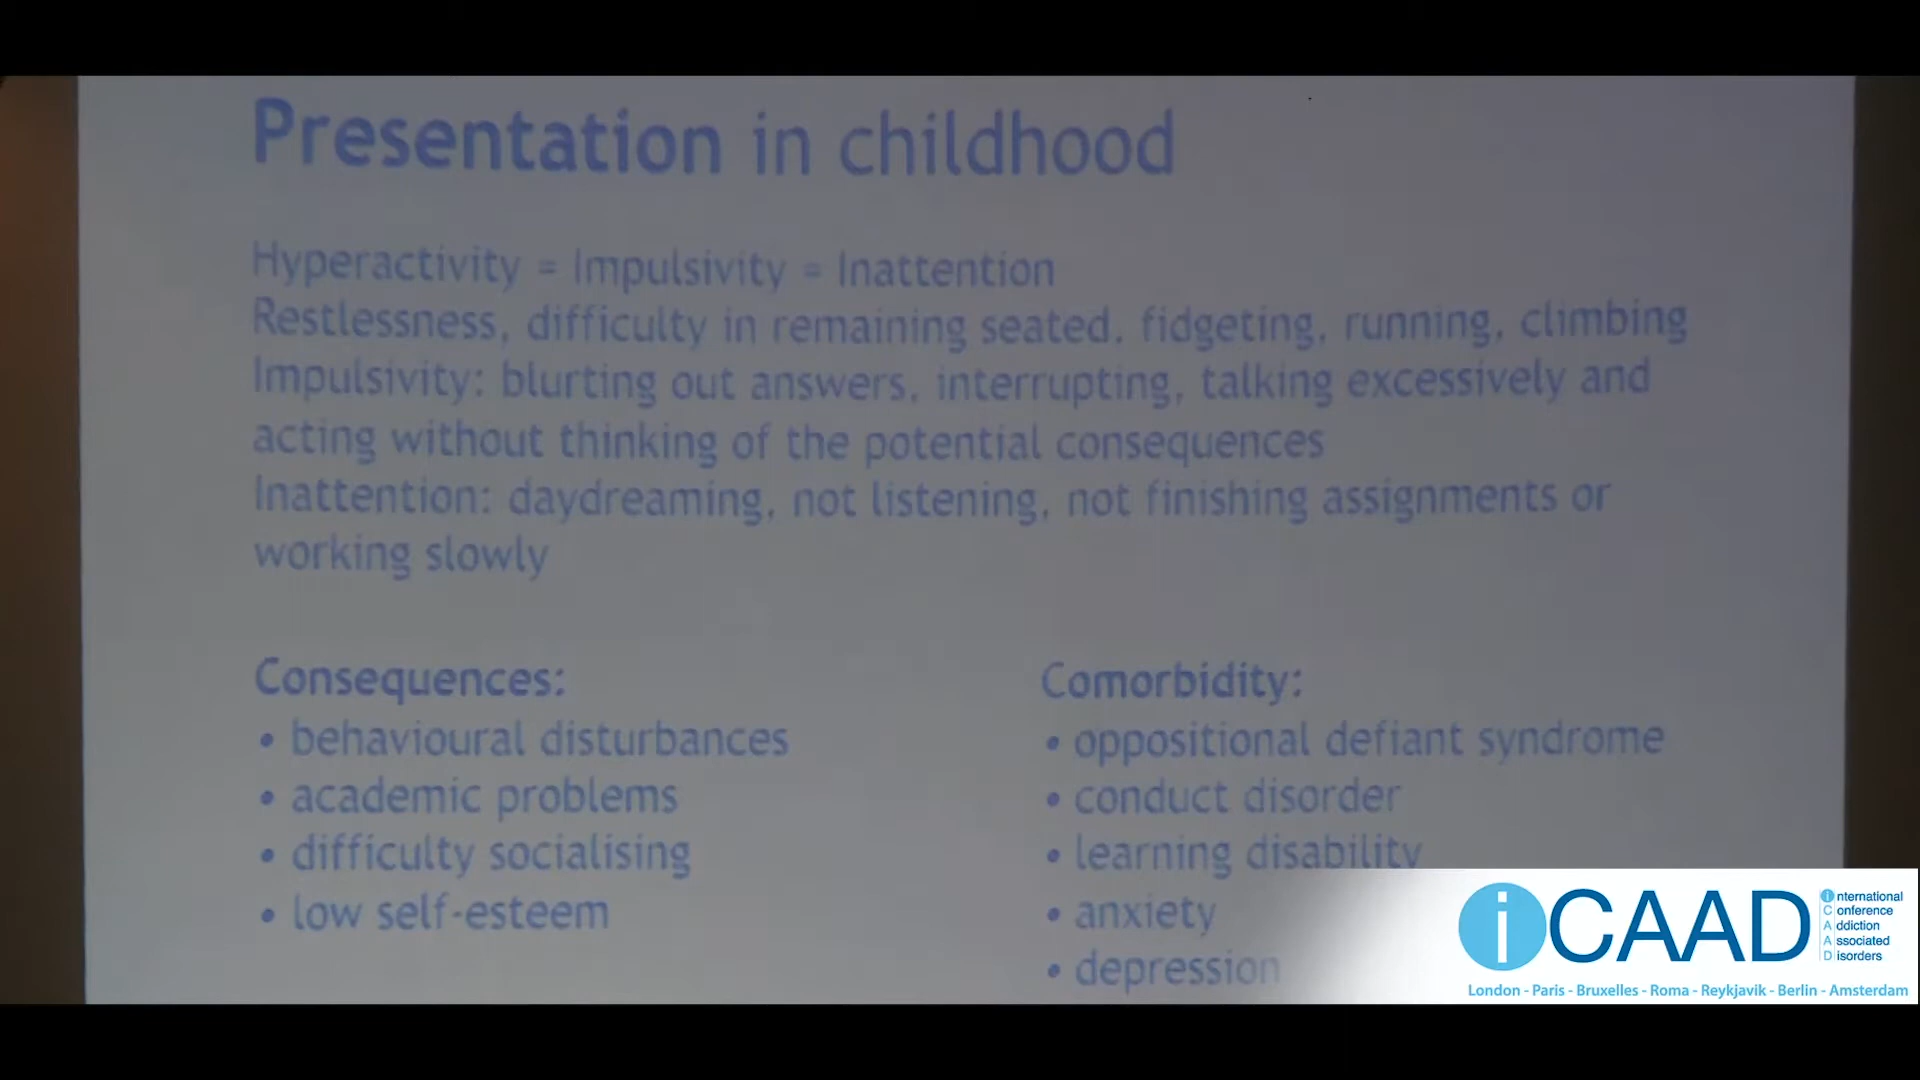 Presentation in childhood
Hyperactivity = Impulsivity = Inattention
Restlessness, difficulty in remaining seated, fidgeting, running, climbing
Impulsivity: blurting out answers, interrupting, talking excessively and
acting without thinking of the potential consequences
Inattention: daydreaming, not listening, not finishing assignments or
working slowly
Consequences:
• behavioural disturbances
• academic problems
• difficulty socialising
• low self-esteem
Comorbidity:
• oppositional defiant syndrome
• conduct disorder
• learning disability
• anxiety
• depression
iCAAD
international
Conference
Addiction
Associated
Disorders
London - Paris - Bruxelles - Roma - Reykjavik - Berlin - Amsterdam